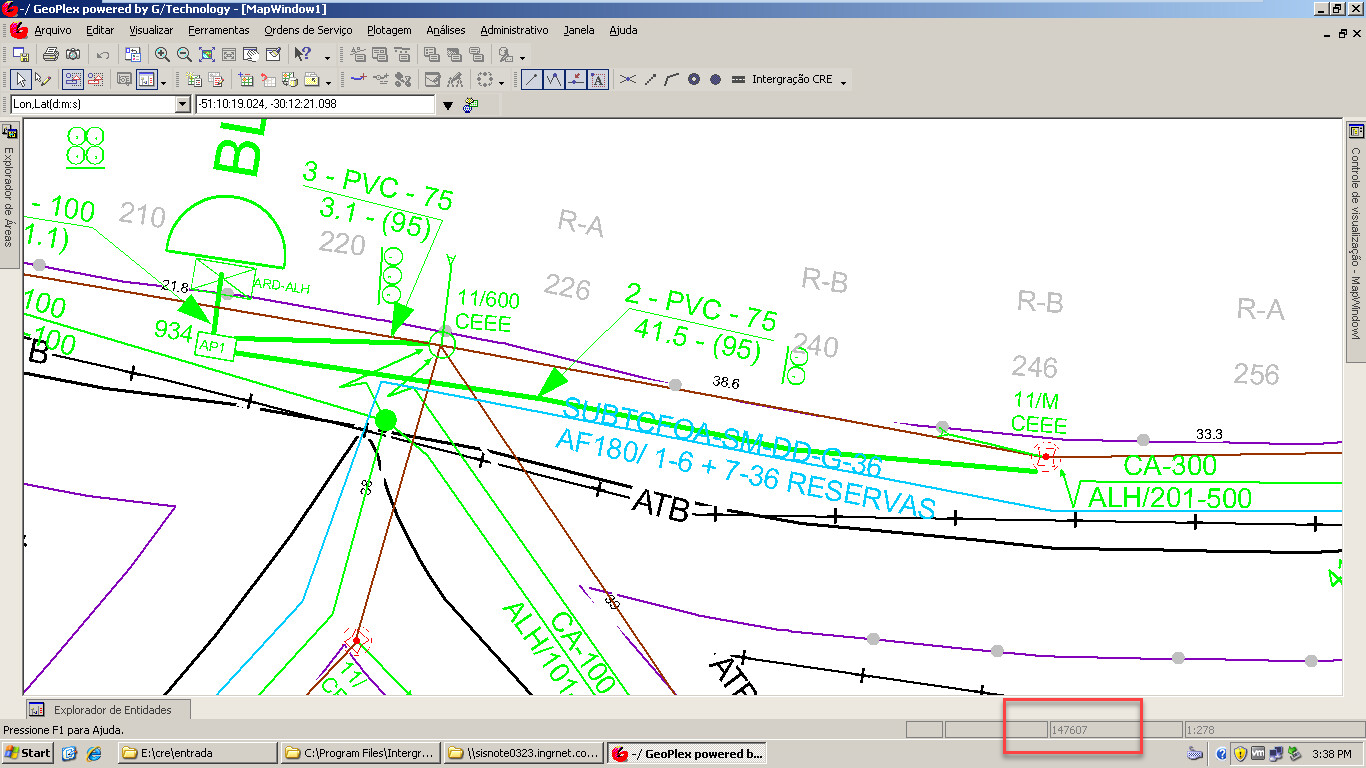 -/ GeoPlex powered by G/Technology - [MapWindow1]
Arquivo Editar Visualizar Ferramentas Ordens de Serviço Plotagem Análises Administrativo Janela Ajuda
Intergração CRE
Lon,Lat(d:m:s) -51:10:19.024, -30:12:21.098
Explorador de Áreas
Controle de visualização - MapWindow1
BL
3 - PVC - 75
3.1 - (95)
- 100
1.1)
210
220
R-A
226
R-B
R-B
R-A
21.8
ARD-ALH
11/600
CEEE
2 - PVC - 75
41.5 - (95)
240
246
256
100
-100
934
AP1
B
38.6
11/M
CEEE
33.3
SUBTCFOA-SM-DD-G-36
AF180/ 1-6 + 7-36 RESERVAS
CA-300
ALH/201-500
ATB
CA-100
ALH/101-
11/
ATB
Explorador de Entidades
Pressione F1 para Ajuda.
147607
1:278
Start
E:\cre\entrada
C:\Program Files\Intergr...
\\sisnote0323.ingrnet.co...
-/ GeoPlex powered b...
3:38 PM